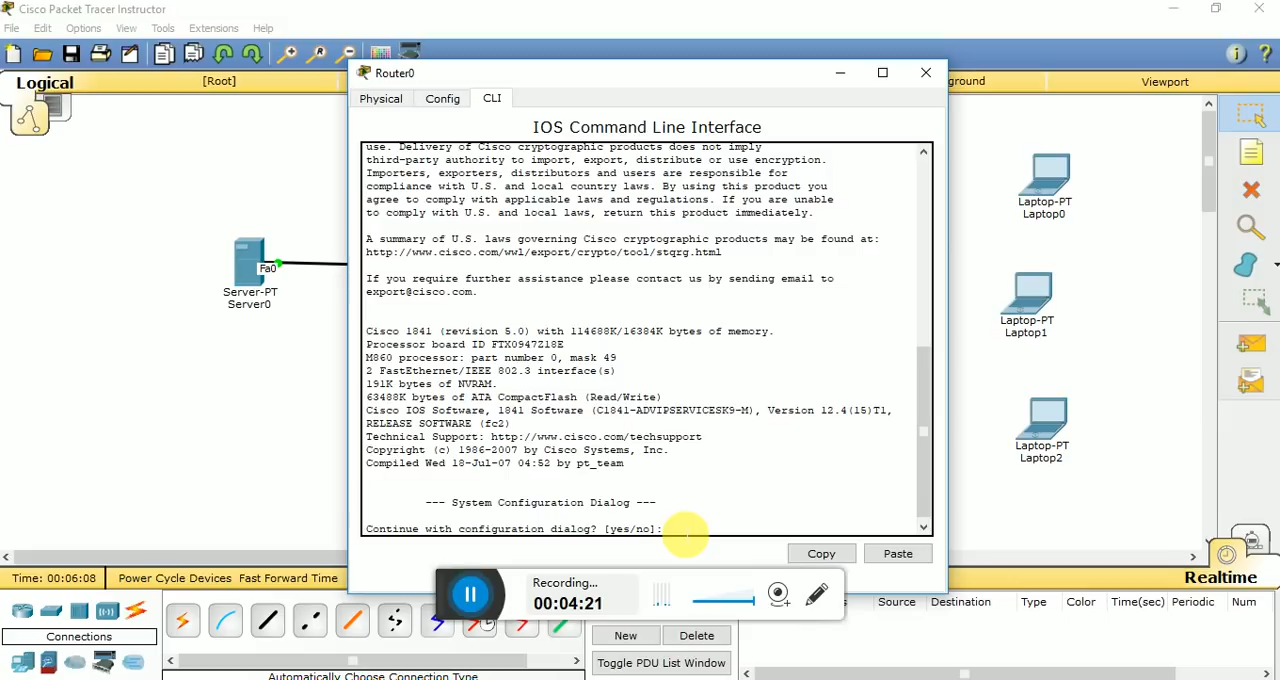 Cisco Packet Tracer Instructor
File Edit Options View Tools Extensions Help
Logical
[Root]
ground
Viewport
Router0
Physical Config CLI
IOS Command Line Interface
use. Delivery of Cisco cryptographic products does not imply
third-party authority to import, export, distribute or use encryption.
Importers, exporters, distributors and users are responsible for
compliance with U.S. and local country laws. By using this product you
agree to comply with applicable laws and regulations. If you are unable
to comply with U.S. and local laws, return this product immediately.
A summary of U.S. laws governing Cisco cryptographic products may be found at:
http://www.cisco.com/wwl/export/crypto/tool/stqrg.html
If you require further assistance please contact us by sending email to
export@cisco.com.
Cisco 1841 (revision 5.0) with 114688K/16384K bytes of memory.
Processor board ID FTX0947Z18E
M860 processor: part number 0, mask 49
2 FastEthernet/IEEE 802.3 interface(s)
191K bytes of NVRAM.
63488K bytes of ATA CompactFlash (Read/Write)
Cisco IOS Software, 1841 Software (C1841-ADVIPSERVICESK9-M), Version 12.4(15)T1,
RELEASE SOFTWARE (fc2)
Technical Support: http://www.cisco.com/techsupport
Copyright (c) 1986-2007 by Cisco Systems, Inc.
Compiled Wed 18-Jul-07 04:52 by pt_team
--- System Configuration Dialog ---
Continue with configuration dialog? [yes/no]:
Copy Paste
Fa0
Server-PT
Server0
Laptop-PT
Laptop0
Laptop-PT
Laptop1
Laptop-PT
Laptop2
Time: 00:06:08 Power Cycle Devices Fast Forward Time
Realtime
Recording...
00:04:21
Connections
Automatically Choose Connection Type
New Delete
Toggle PDU List Window
Source Destination Type Color Time(sec) Periodic Num